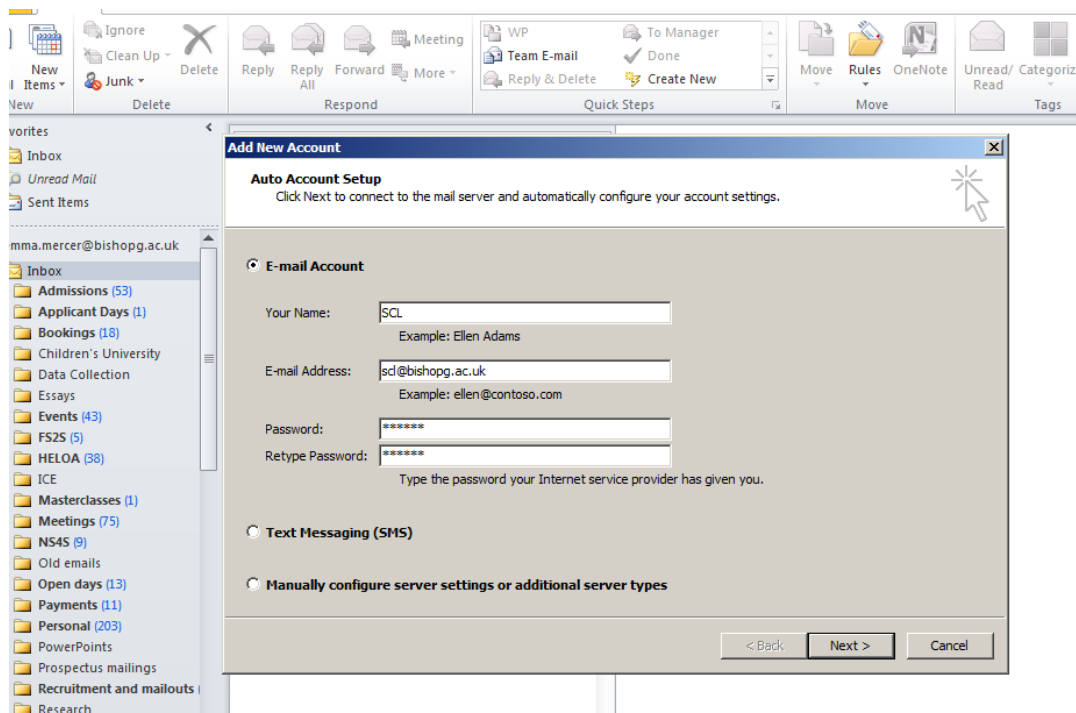 Ignore
Clean Up
Junk
Delete
New
Items
Delete
Reply
Reply
All
Forward
Meeting
More
Respond
WP
Team E-mail
Reply & Delete
To Manager
Done
Create New
Quick Steps
Move
Rules
OneNote
Move
Unread/
Read
Tags
Inbox
Unread Mail
Sent Items
mma.mercer@bishopg.ac.uk
Inbox
Admissions (53)
Applicant Days (1)
Bookings (18)
Children's University
Data Collection
Essays
Events (43)
FS2S (5)
HELOA (38)
ICE
Masterclasses (1)
Meetings (75)
NS4S (9)
Old emails
Open days (13)
Payments (11)
Personal (203)
PowerPoints
Prospectus mailings
Recruitment and mailouts
Research
Add New Account
Auto Account Setup
Click Next to connect to the mail server and automatically configure your account settings.
E-mail Account
Your Name: SCL
Example: Ellen Adams
E-mail Address: scl@bishopg.ac.uk
Example: ellen@contoso.com
Password: ******
Retype Password: ******
Type the password your Internet service provider has given you.
Text Messaging (SMS)
Manually configure server settings or additional server types
< Back
Next >
Cancel